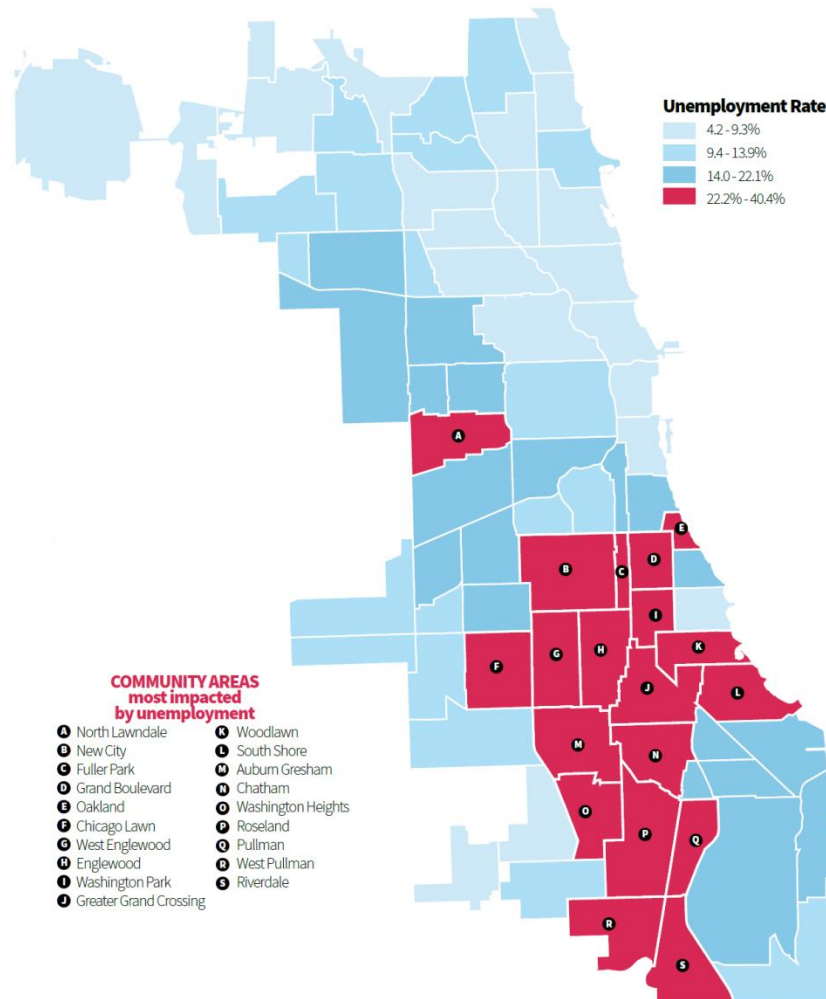 Unemployment Rate
4.2 - 9.3%
9.4 - 13.9%
14.0 - 22.1%
22.2% - 40.4%
A
E
B
C
D
I
K
F
G
H
J
L
M
N
O
P
Q
R
S
COMMUNITY AREAS
most impacted
by unemployment
A North Lawndale
B New City
C Fuller Park
D Grand Boulevard
E Oakland
F Chicago Lawn
G West Englewood
H Englewood
I Washington Park
J Greater Grand Crossing
K Woodlawn
L South Shore
M Auburn Gresham
N Chatham
O Washington Heights
P Roseland
Q Pullman
R West Pullman
S Riverdale